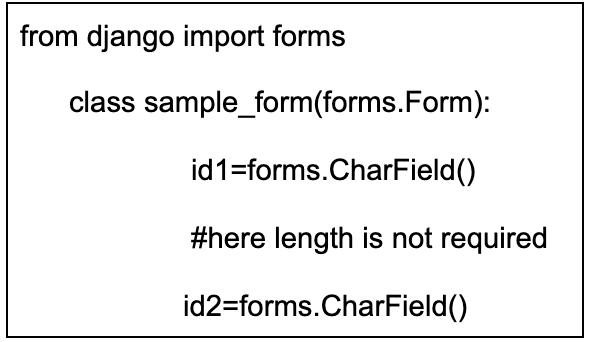 from django import forms
class sample_form(forms.Form):
id1=forms.CharField()
#here length is not required
id2=forms.CharField()